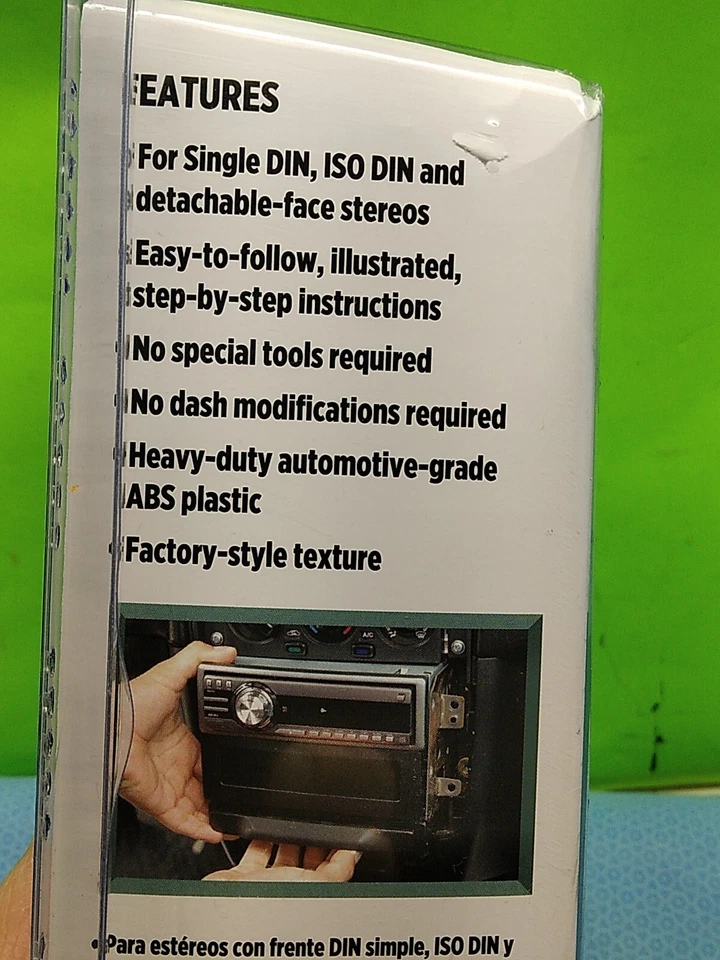 FEATURES
For Single DIN, ISO DIN and
detachable-face stereos
Easy-to-follow, illustrated,
step-by-step instructions
No special tools required
No dash modifications required
Heavy-duty automotive-grade
ABS plastic
Factory-style texture
A/C
• Para estéreos con frente DIN simple, ISO DIN y